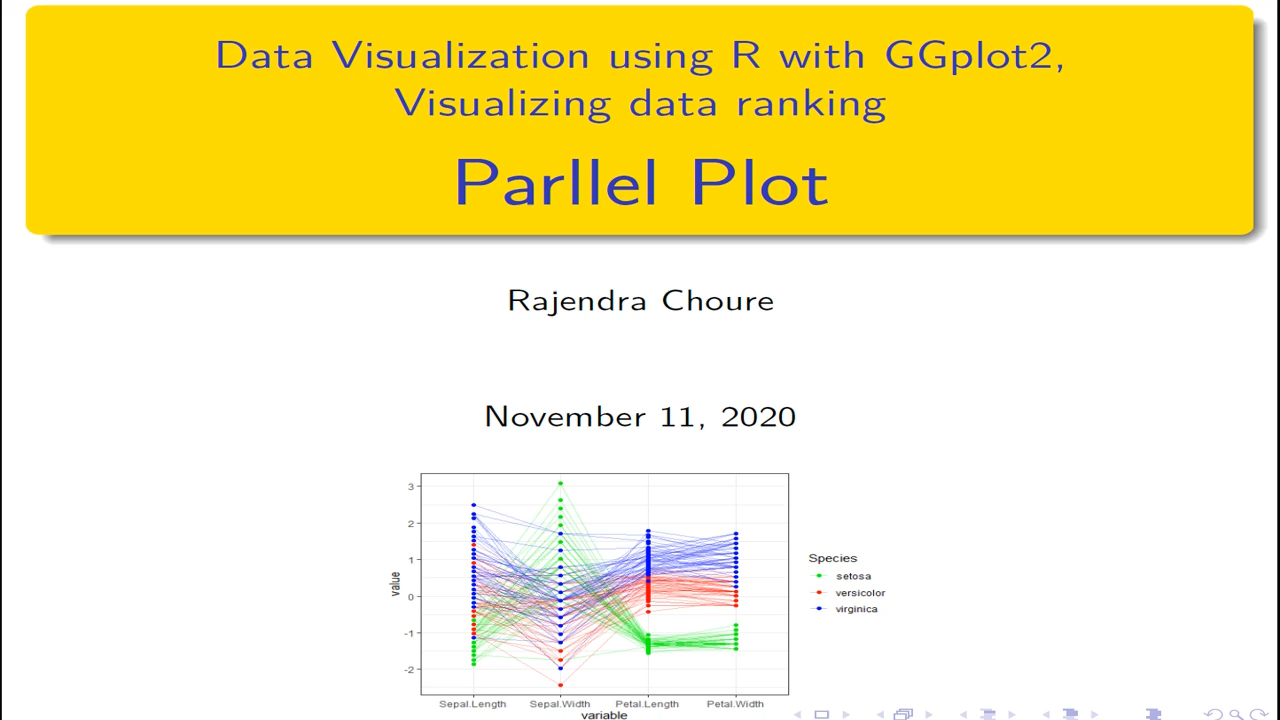 Data Visualization using R with GGplot2,
Visualizing data ranking
Parllel Plot
Rajendra Choure
November 11, 2020
3
2
1
0
-1
-2
value
Sepal.Length Sepal.Width Petal.Length Petal.Width
variable
Species
setosa
versicolor
virginica